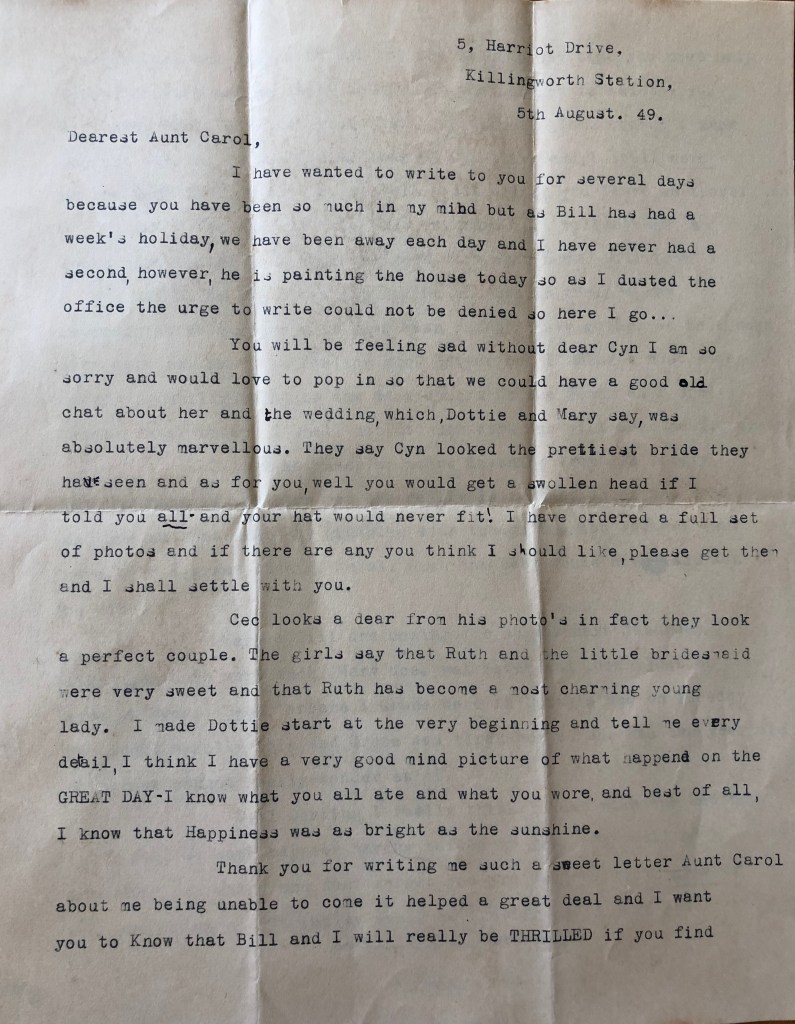 5, Harriot Drive,
Killingworth Station,
5th August. 49.
Dearest Aunt Carol,
I have wanted to write to you for several days
because you have been so much in my mihd but as Bill has had a
week's holiday, we have been away each day and I have never had a
second, however, he is painting the house today so as I dusted the
office the urge to write could not be denied so here I go...
You will be feeling sad without dear Cyn I am so
sorry and would love to pop in so that we could have a good old
chat about her and the wedding, which, Dottie and Mary say, was
absolutely marvellous. They say Cyn looked the prettiest bride they
have seen and as for you, well you would get a swollen head if I
told you all- and your hat would never fit! I have ordered a full set
of photos and if there are any you think I should like, please get them
and I shall settle with you.
Cec looks a dear from his photo's in fact they look
a perfect couple. The girls say that Ruth and the little bridesmaid
were very sweet and that Ruth has become a most charming young
lady. I made Dottie start at the very beginning and tell me every
detail, I think I have a very good mind picture of what happend on the
GREAT DAY-I know what you all ate and what you wore, and best of all,
I know that Happiness was as bright as the sunshine.
Thank you for writing me such a sweet letter Aunt Carol
about me being unable to come it helped a great deal and I want
you to Know that Bill and I will really be THRILLED if you find